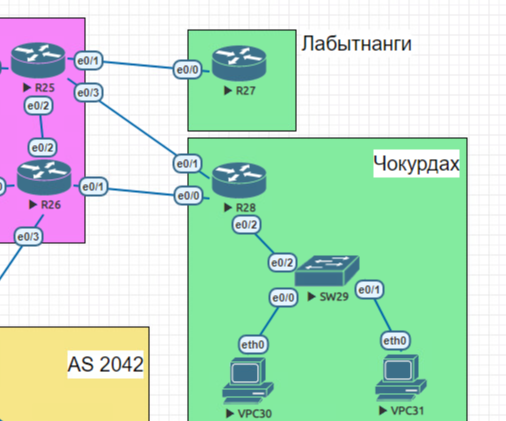 Лабытнанги
e0/1
e0/0
R25
R27
e0/3
e0/2
e0/2
e0/1
Чокурдах
R26
e0/1
e0/0
R28
e0/3
e0/2
e0/2
SW29
e0/0
e0/1
AS 2042
eth0
eth0
VPC30
VPC31